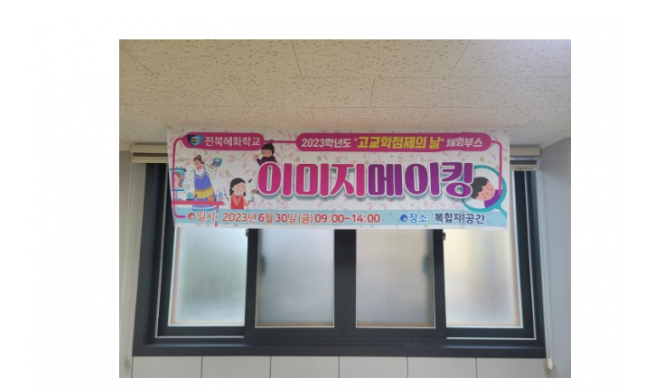 전북혜화학교
2023학년도 "고교학점제의 날" 체험부스
이미지메이킹
일시: 2023년 6월 30일(금) 09:00~14:00
장소: 복합지공간